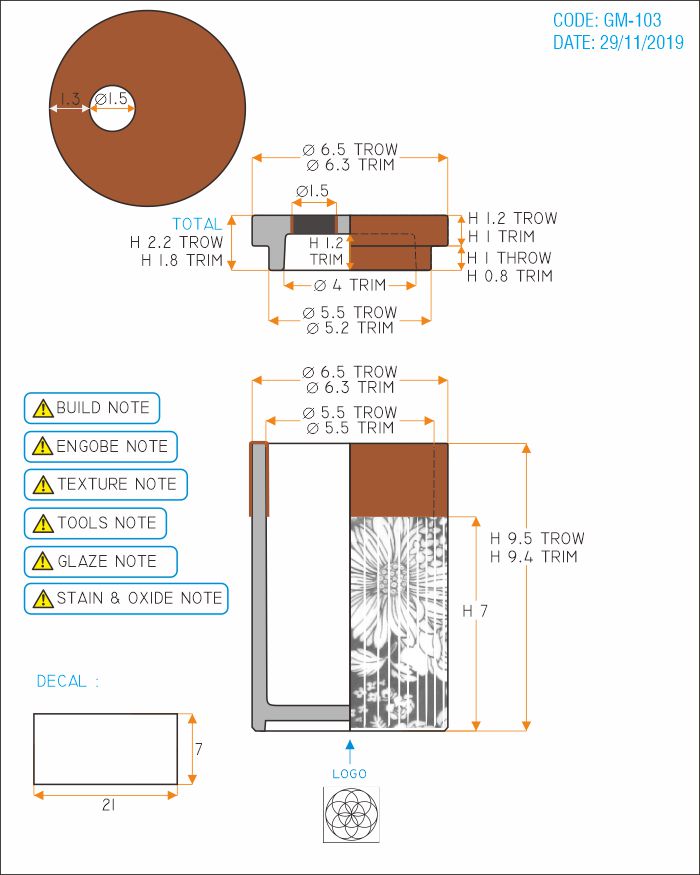 CODE: GM-103
DATE: 29/11/2019
1.3
Ø1.5
Ø 6.5 TROW
Ø 6.3 TRIM
Ø1.5
TOTAL
H 2.2 TROW
H 1.8 TRIM
H 1.2
TRIM
H 1.2 TROW
H 1 TRIM
H 1 THROW
H 0.8 TRIM
Ø 4 TRIM
Ø 5.5 TROW
Ø 5.2 TRIM
Ø 6.5 TROW
Ø 6.3 TRIM
Ø 5.5 TROW
Ø 5.5 TRIM
BUILD NOTE
ENGOBE NOTE
TEXTURE NOTE
TOOLS NOTE
GLAZE NOTE
STAIN & OXIDE NOTE
H 9.5 TROW
H 9.4 TRIM
H 7
DECAL :
7
21
LOGO